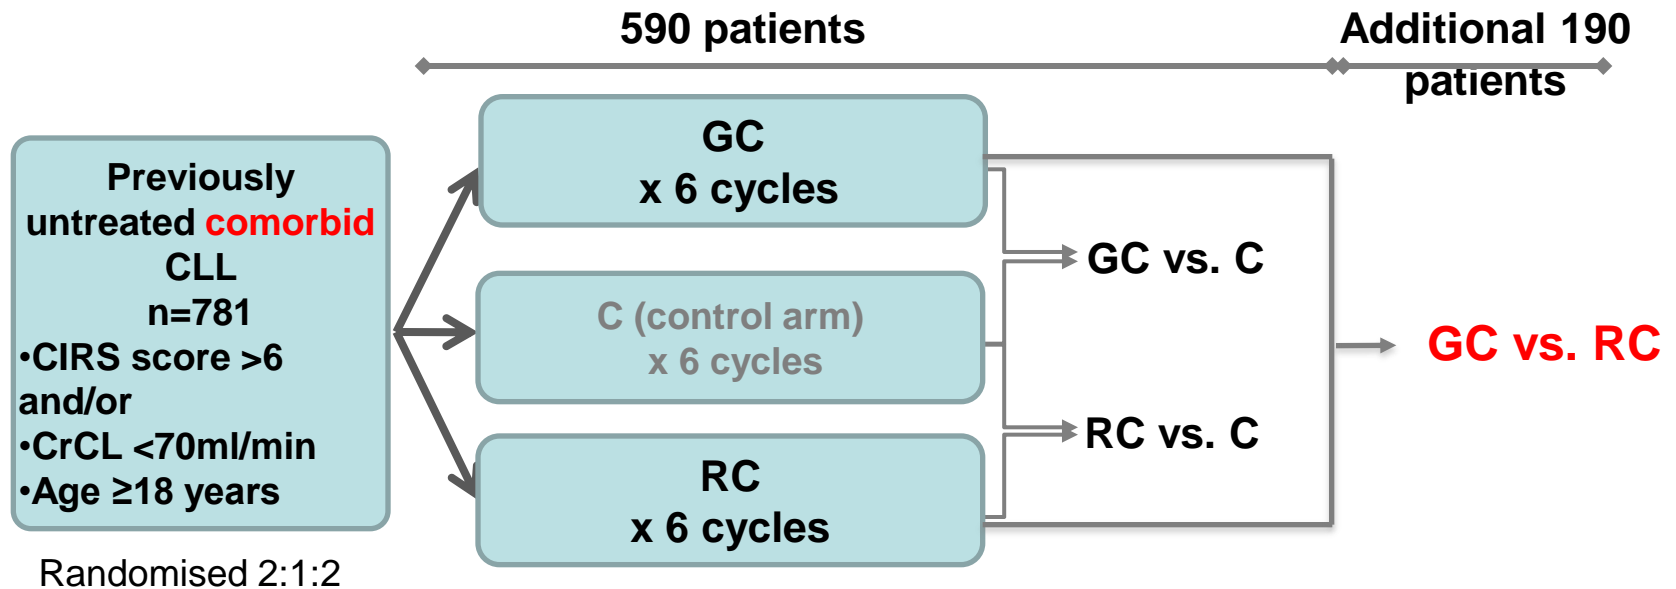 590 patients
Additional 190
patients
Previously
untreated comorbid
CLL
n=781
•CIRS score >6
and/or
•CrCL <70ml/min
•Age ≥18 years
Randomised 2:1:2
GC
x 6 cycles
C (control arm)
x 6 cycles
RC
x 6 cycles
GC vs. C
RC vs. C
GC vs. RC